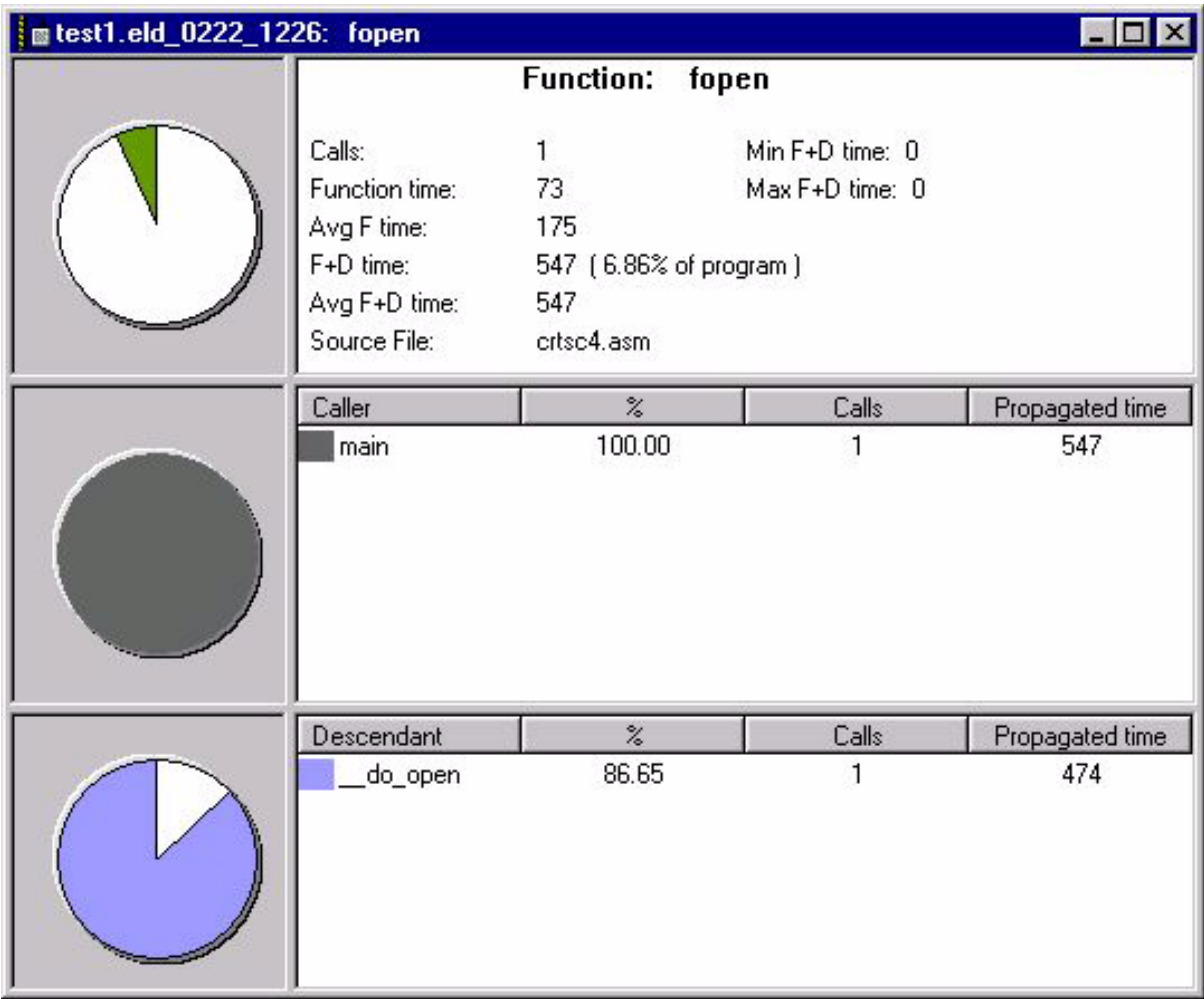 test1.eld_0222_1226: fopen
Function: fopen
Calls: 1 Min F+D time: 0
Function time: 73 Max F+D time: 0
Avg F time: 175
F+D time: 547 ( 6.86% of program )
Avg F+D time: 547
Source File: crtsc4.asm
Caller % Calls Propagated time
main 100.00 1 547
Descendant % Calls Propagated time
__do_open 86.65 1 474